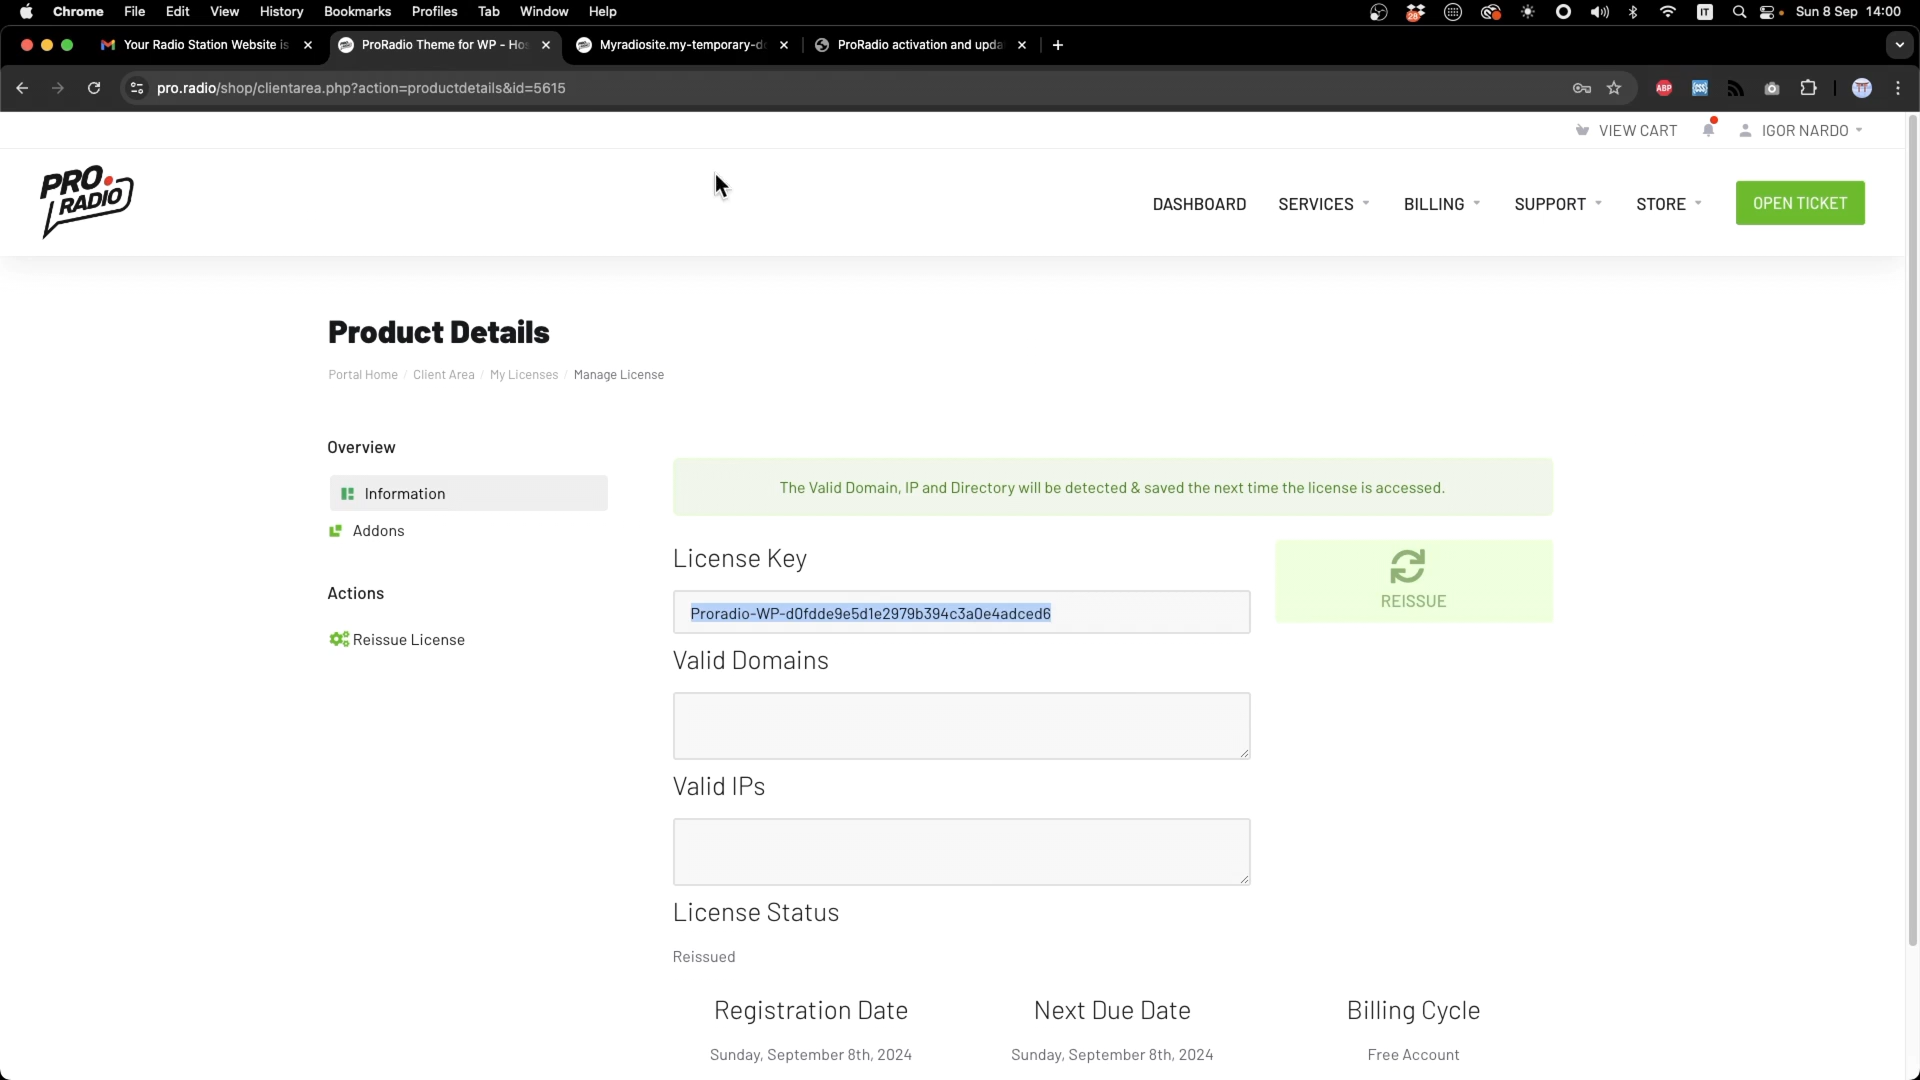 Chrome File Edit View History Bookmarks Profiles Tab Window Help
28
IT
Sun 8 Sep 14:00
Your Radio Station Website is
ProRadio Theme for WP - Hos
Myradiosite.my-temporary-do
ProRadio activation and upda
pro.radio/shop/clientarea.php?action=productdetails&id=5615
ABP
VIEW CART
IGOR NARDO
PRO.
RADIO
DASHBOARD
SERVICES
BILLING
SUPPORT
STORE
OPEN TICKET
Product Details
Portal Home / Client Area / My Licenses / Manage License
Overview
Information
Addons
Actions
Reissue License
The Valid Domain, IP and Directory will be detected & saved the next time the license is accessed.
License Key
Proradio-WP-d0fdde9e5d1e2979b394c3a0e4adced6
REISSUE
Valid Domains
Valid IPs
License Status
Reissued
Registration Date
Sunday, September 8th, 2024
Next Due Date
Sunday, September 8th, 2024
Billing Cycle
Free Account